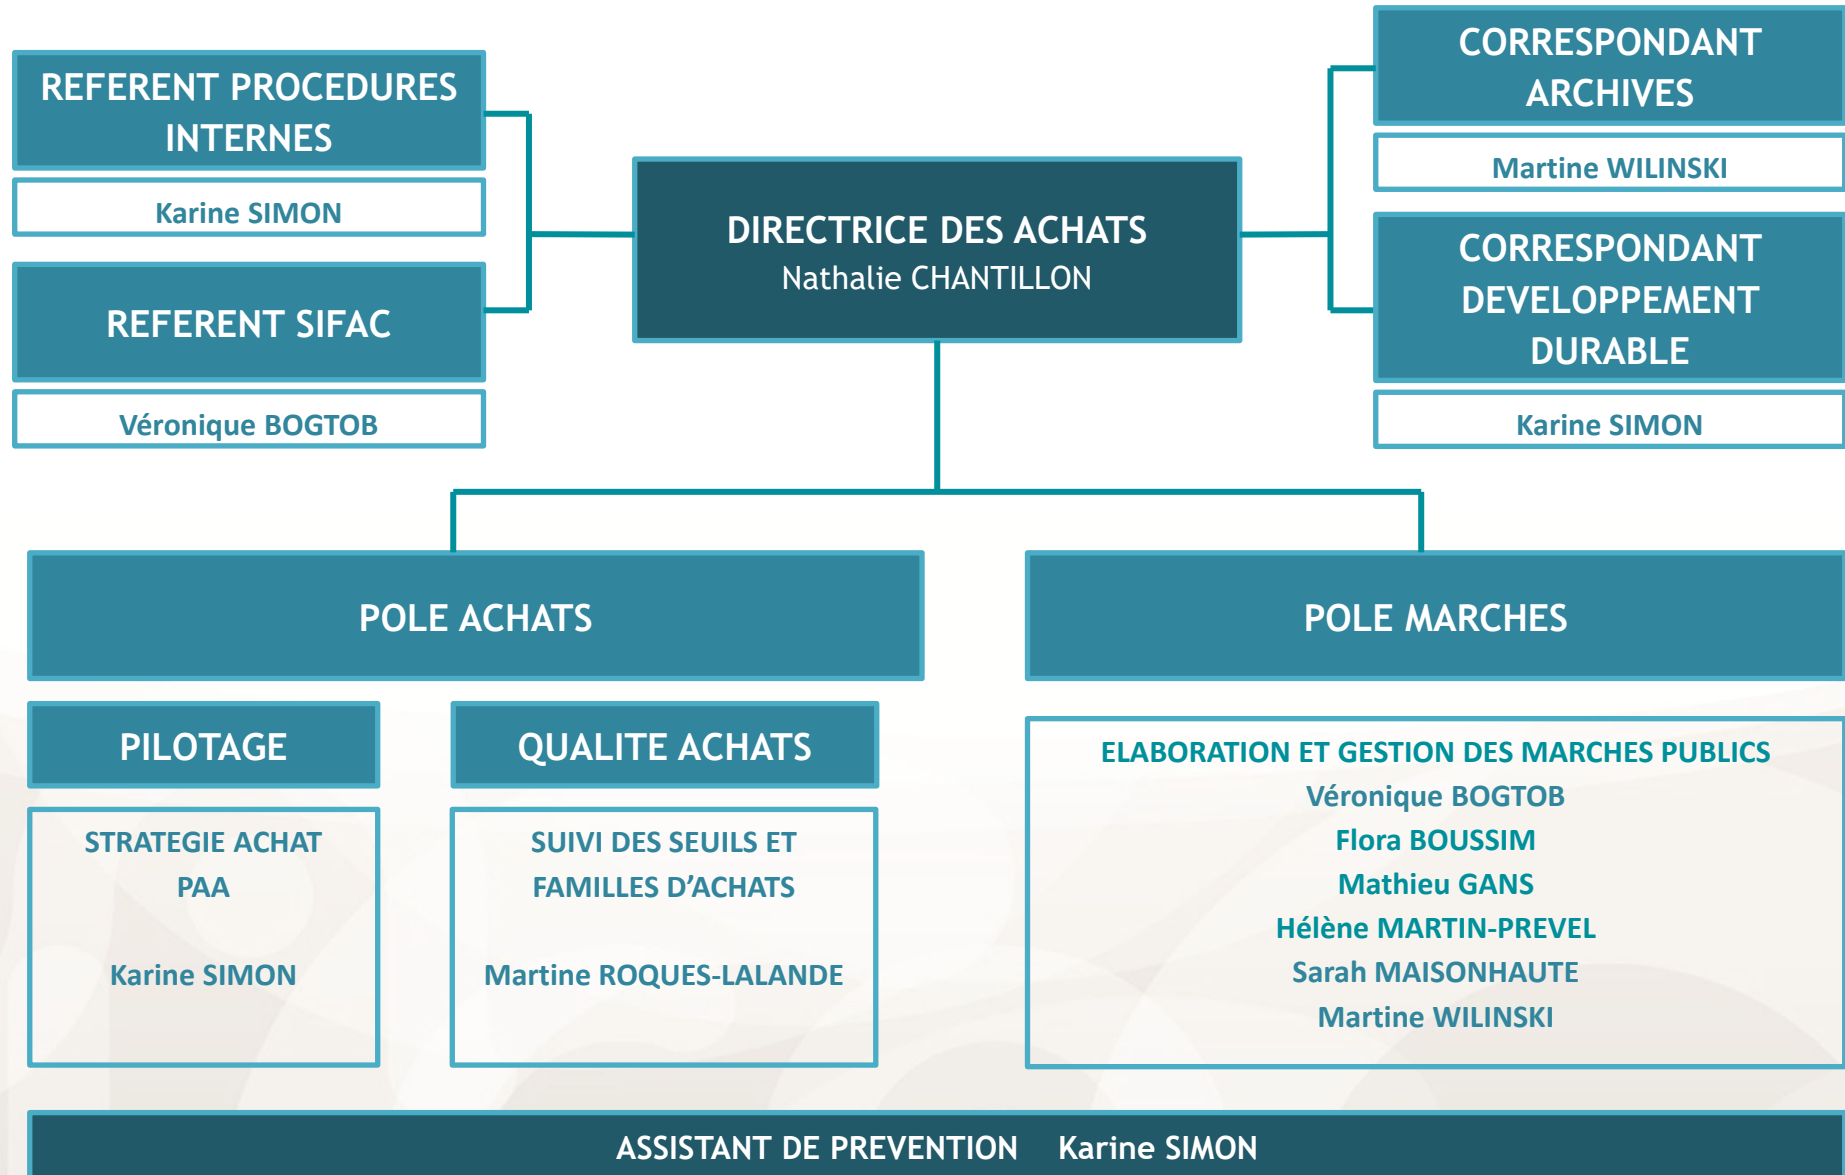 REFERENT PROCEDURES
INTERNES
Karine SIMON
REFERENT SIFAC
Véronique BOGTOB
DIRECTRICE DES ACHATS
Nathalie CHANTILLON
CORRESPONDANT
ARCHIVES
Martine WILINSKI
CORRESPONDANT
DEVELOPPEMENT
DURABLE
Karine SIMON
POLE ACHATS
PILOTAGE
STRATEGIE ACHAT
PAA
Karine SIMON
QUALITE ACHATS
SUIVI DES SEUILS ET
FAMILLES D’ACHATS
Martine ROQUES-LALANDE
POLE MARCHES
ELABORATION ET GESTION DES MARCHES PUBLICS
Véronique BOGTOB
Flora BOUSSIM
Mathieu GANS
Hélène MARTIN-PREVEL
Sarah MAISONHAUTE
Martine WILINSKI
ASSISTANT DE PREVENTION Karine SIMON